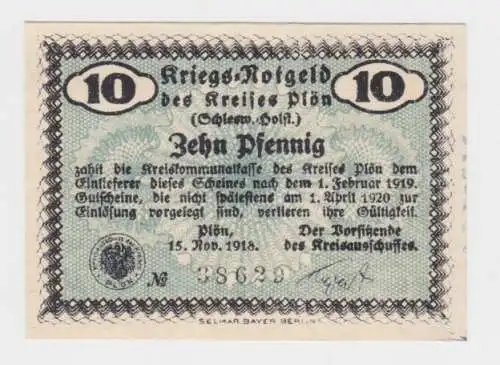 10 Kriegs-Notgeld 10
des Kreises Plön
(Schlesw.-Holst.)
Zehn Pfennig
zahlt die Kreiskommunalkasse des Kreises Plön dem
Einlieferer dieses Scheines nach dem 1. Februar 1919.
Gutscheine, die nicht spätestens am 1. April 1920 zur
Einlösung vorgelegt sind, verlieren ihre Gültigkeit.
Plön, Der Vorsitzende
15. Nov. 1918. des Kreisausschusses.
№ 38629
PLÖN
SELMAR BAYER BERLIN